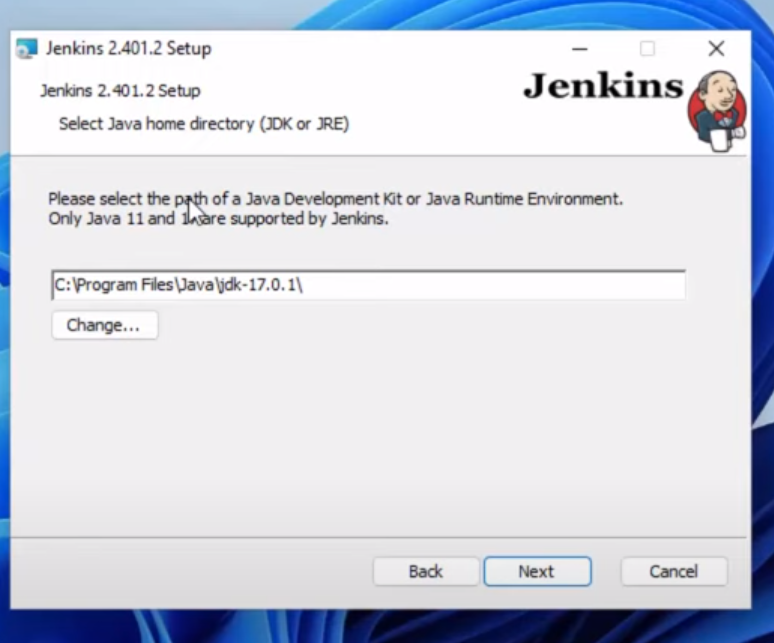 Jenkins 2.401.2 Setup
Jenkins 2.401.2 Setup
Jenkins
Select Java home directory (JDK or JRE)
Please select the path of a Java Development Kit or Java Runtime Environment.
Only Java 11 and are supported by Jenkins.
C:\Program Files\Java\jdk-17.0.1\
Change...
Back
Next
Cancel